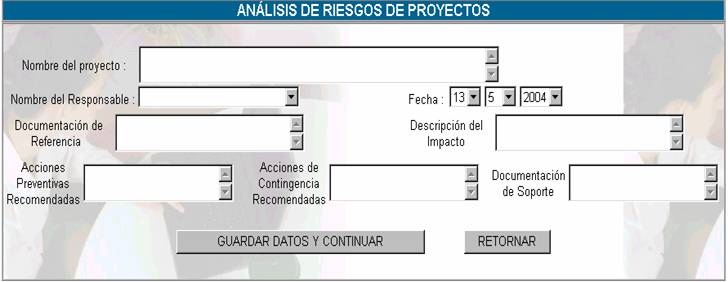 ANÁLISIS DE RIESGOS DE PROYECTOS
Nombre del proyecto :
Nombre del Responsable :
Fecha : 13 5 2004
Documentación de
Referencia
Descripción del
Impacto
Acciones
Preventivas
Recomendadas
Acciones de
Contingencia
Recomendadas
Documentación
de Soporte
GUARDAR DATOS Y CONTINUAR
RETORNAR